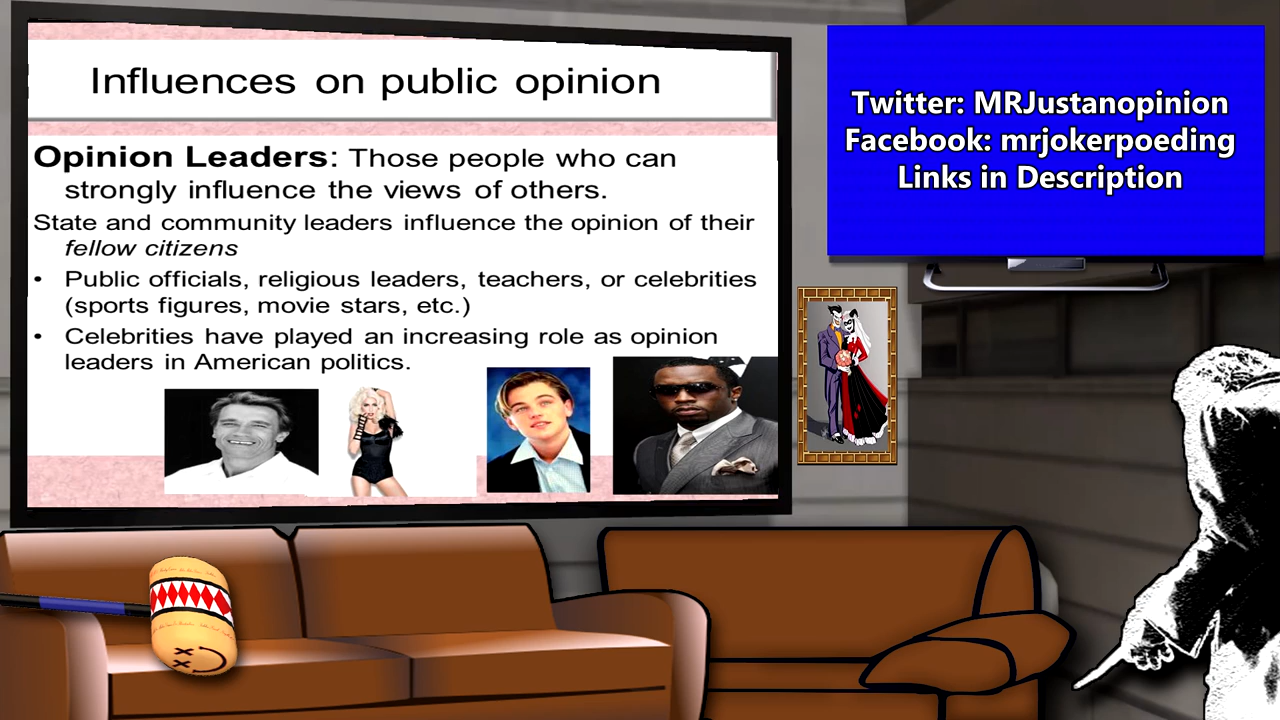 Influences on public opinion
Opinion Leaders: Those people who can
strongly influence the views of others.
State and community leaders influence the opinion of their
fellow citizens
• Public officials, religious leaders, teachers, or celebrities
(sports figures, movie stars, etc.)
• Celebrities have played an increasing role as opinion
leaders in American politics.
Twitter: MRJustanopinion
Facebook: mrjokerpoeding
Links in Description